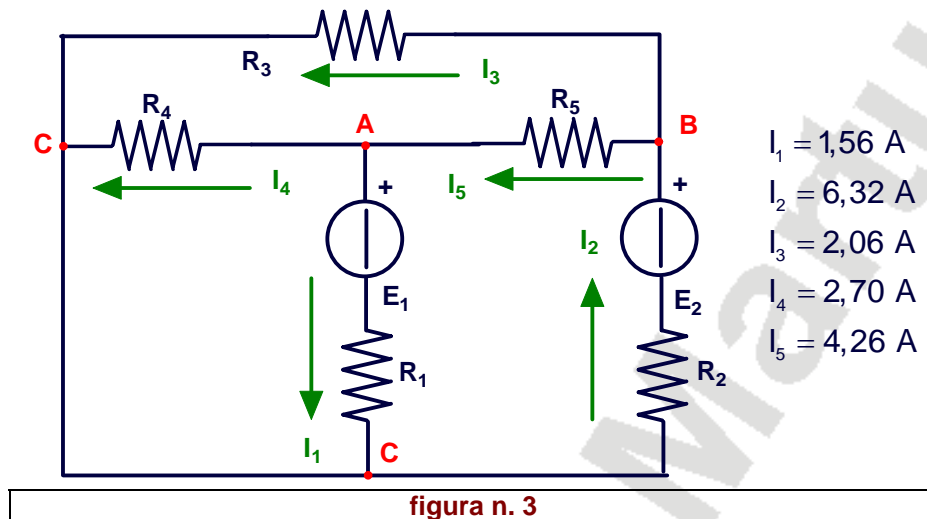 R3
I3
R4
A
R5
B
C
I4
+
I5
+
I2
E1
E2
R1
R2
I1
C
I1 = 1,56 A
I2 = 6,32 A
I3 = 2,06 A
I4 = 2,70 A
I5 = 4,26 A
figura n. 3